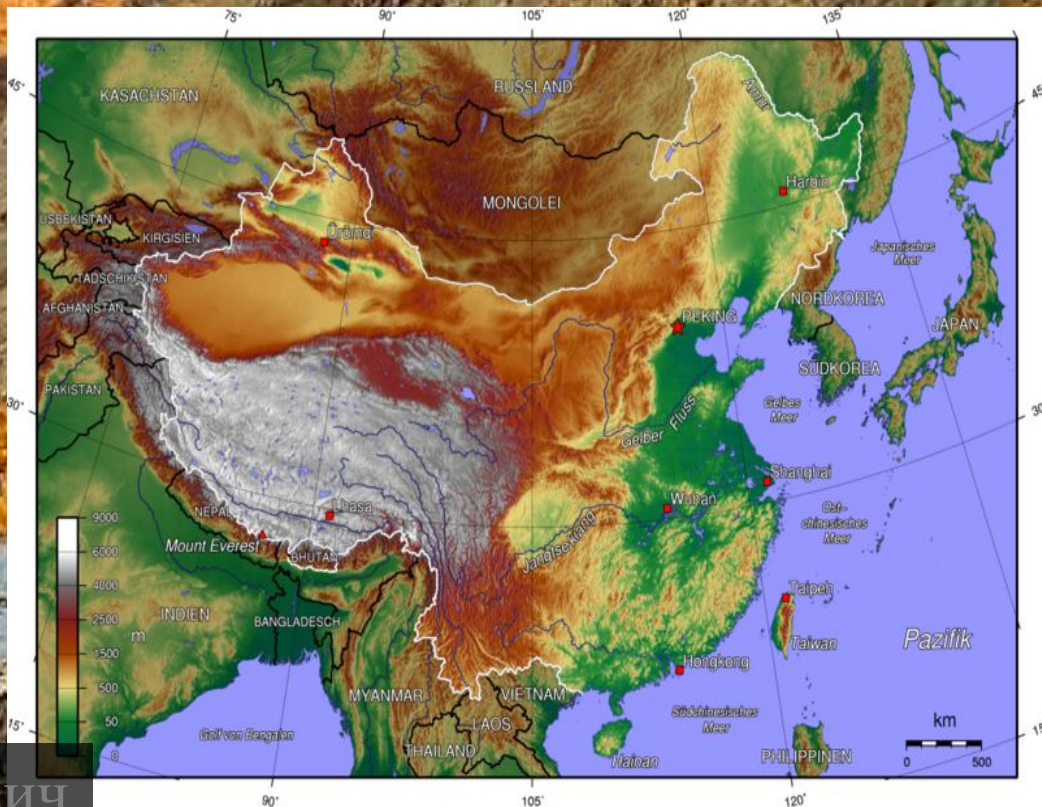 75°
90°
105°
120°
135°
45°
45°
RUSSLAND
KASACHSTAN
Amur
Harbin
MONGOLEI
USBEKISTAN
KIRGISIEN
Ürümqi
Japanisches
Meer
TADSCHIKISTAN
AFGHANISTAN
NORDKOREA
PEKING
JAPAN
SÜDKOREA
PAKISTAN
30°
30°
Gelbes
Meer
Gelber Fluss
Shanghai
Wuhan
Lhasa
NEPAL
Ost-
chinesisches
Meer
Mount Everest
BHUTAN
Jangtsekiang
9000
6000
4000
2500
1500
500
50
0
m
INDIEN
BANGLADESCH
Taipeh
Taiwan
Pazifik
Hongkong
MYANMAR
VIETNAM
LAOS
Südchinesisches
Meer
15°
15°
Golf von Bengalen
THAILAND
Hainan
PHILIPPINEN
km
0 500
90°
105°
120°
ич